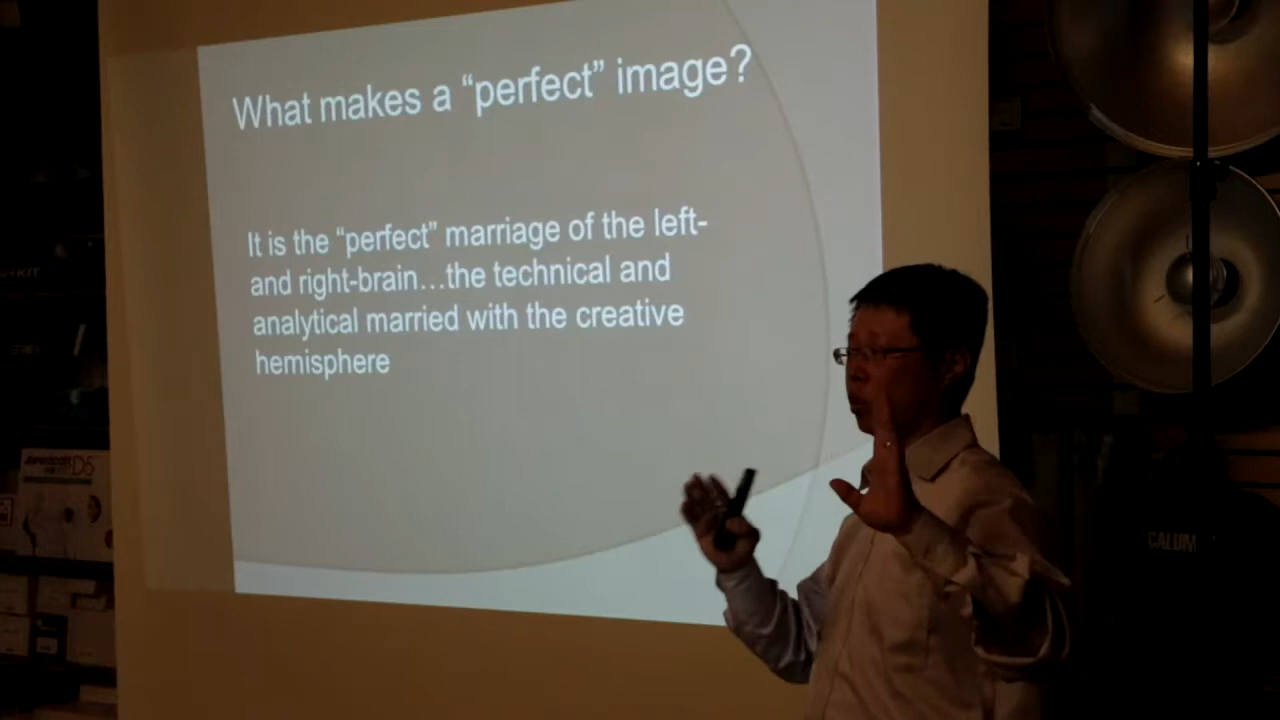 What makes a “perfect” image?
It is the “perfect” marriage of the left-
and right-brain…the technical and
analytical married with the creative
hemisphere
D5
CALUM